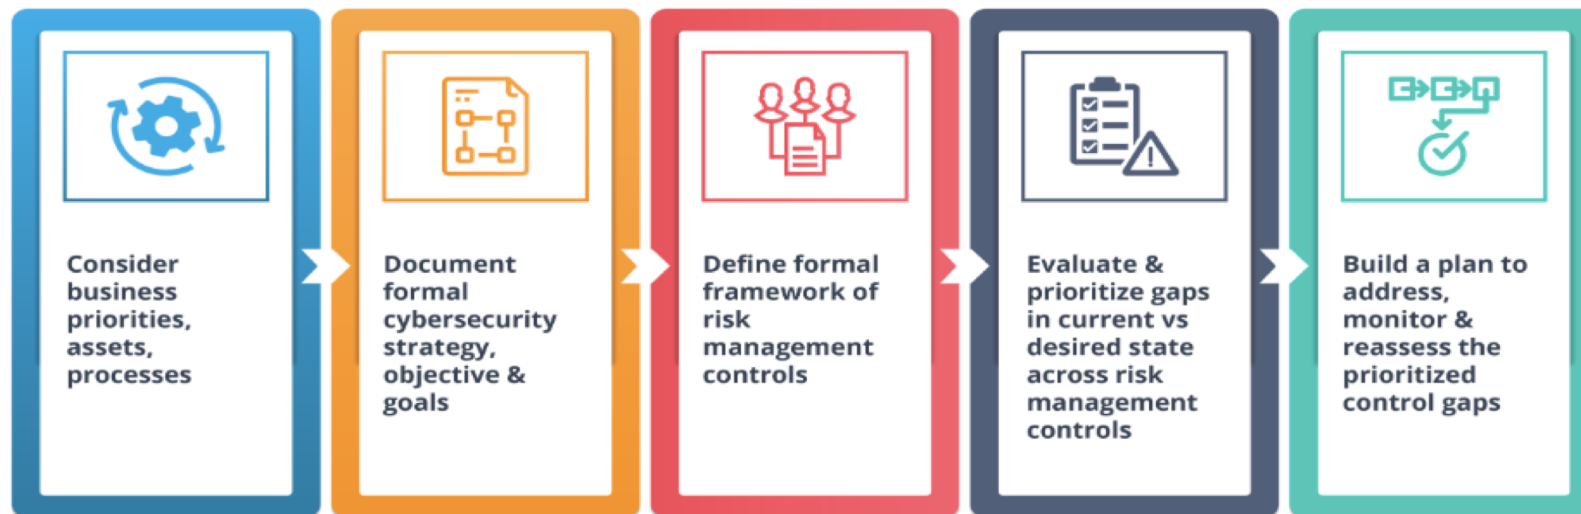 Consider
business
priorities,
assets,
processes
Document
formal
cybersecurity
strategy,
objective &
goals
Define formal
framework of
risk
management
controls
Evaluate &
prioritize gaps
in current vs
desired state
across risk
management
controls
Build a plan to
address,
monitor &
reassess the
prioritized
control gaps